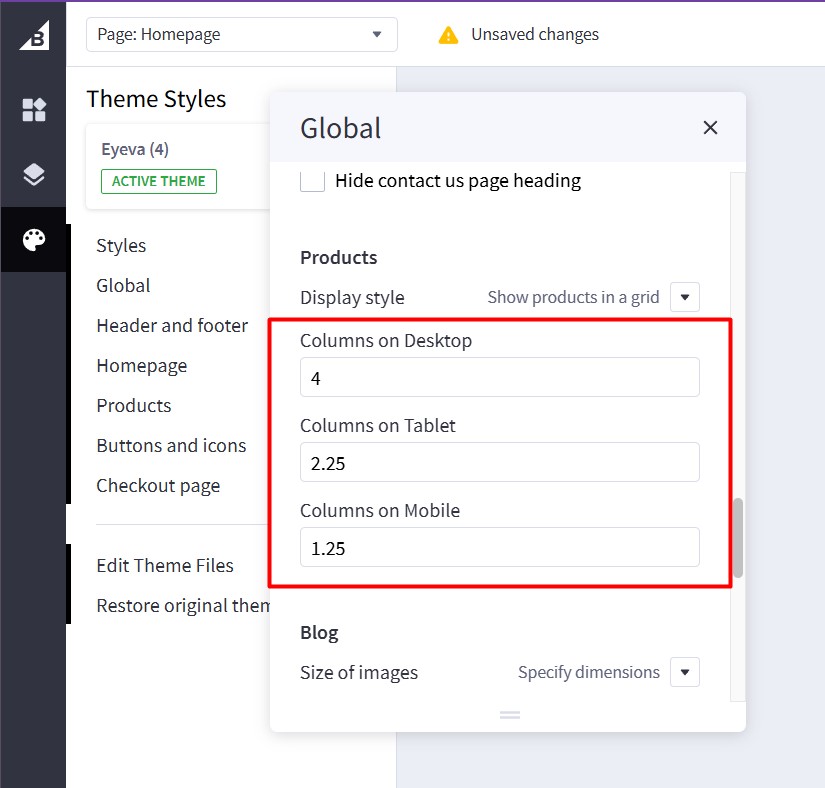 B
Page: Homepage
Unsaved changes
Theme Styles
Eyeva (4)
ACTIVE THEME
Styles
Global
Header and footer
Homepage
Products
Buttons and icons
Checkout page
Edit Theme Files
Restore original them
Global
Hide contact us page heading
Products
Display style Show products in a grid
Columns on Desktop
4
Columns on Tablet
2.25
Columns on Mobile
1.25
Blog
Size of images Specify dimensions